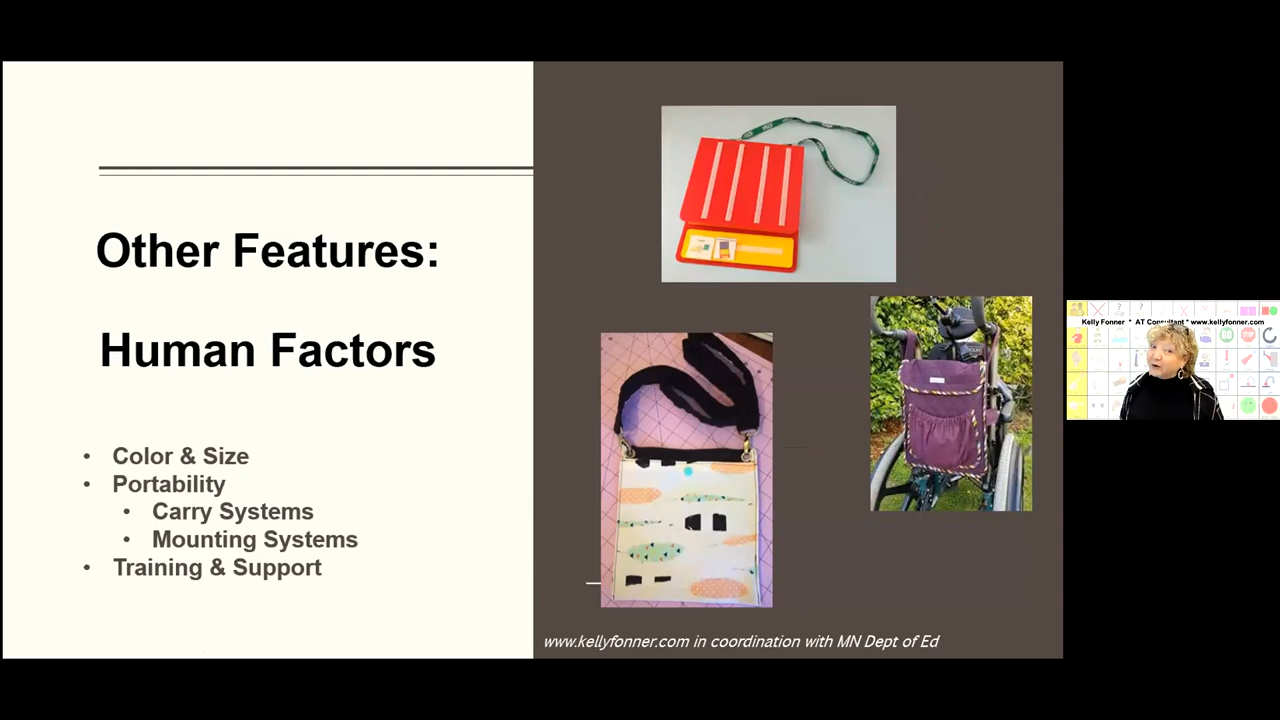 Other Features:
Human Factors
• Color & Size
• Portability
• Carry Systems
• Mounting Systems
• Training & Support
www.kellyfonner.com in coordination with MN Dept of Ed
Kelly Fonner * AT Consultant * www.kellyfonner.com